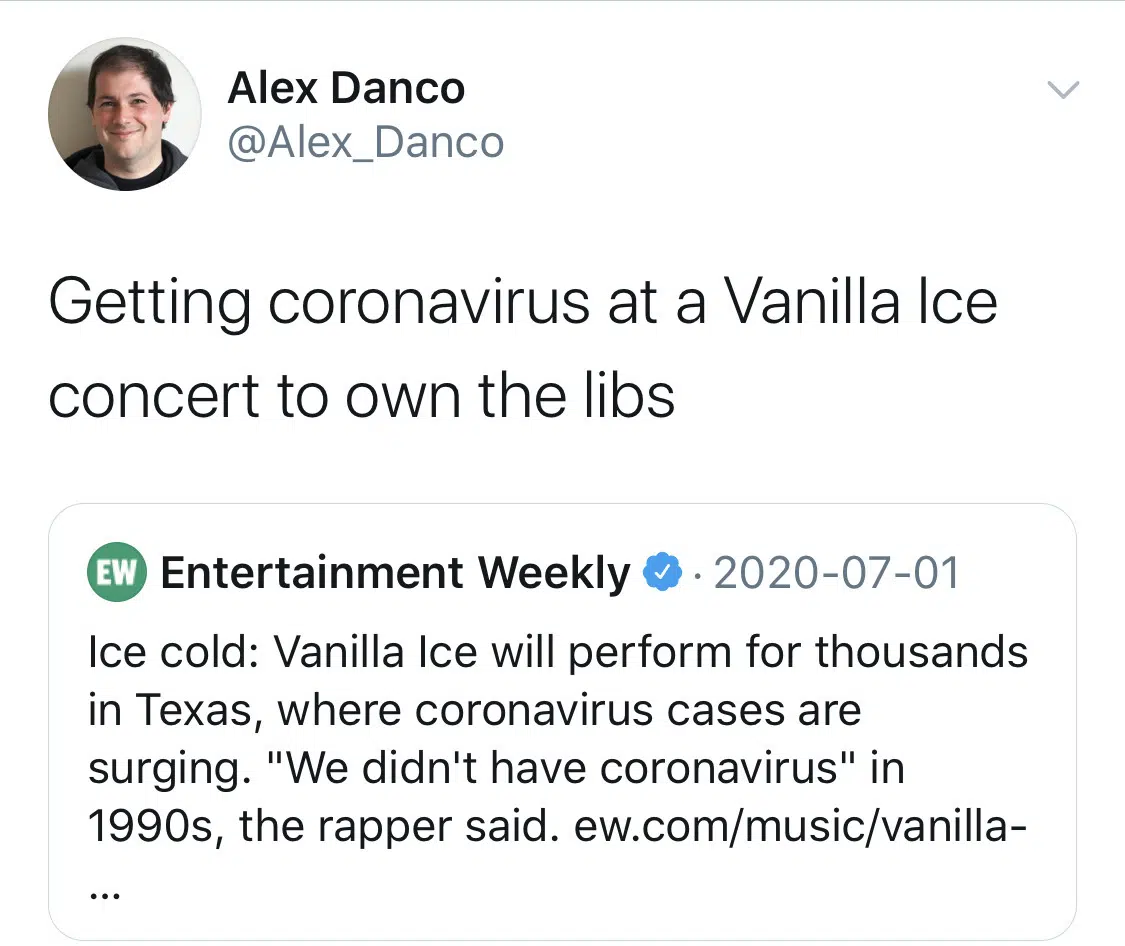 Alex Danco
@Alex_Danco
Getting coronavirus at a Vanilla Ice
concert to own the libs
EW Entertainment Weekly · 2020-07-01
Ice cold: Vanilla Ice will perform for thousands
in Texas, where coronavirus cases are
surging. "We didn't have coronavirus" in
1990s, the rapper said. ew.com/music/vanilla-
...